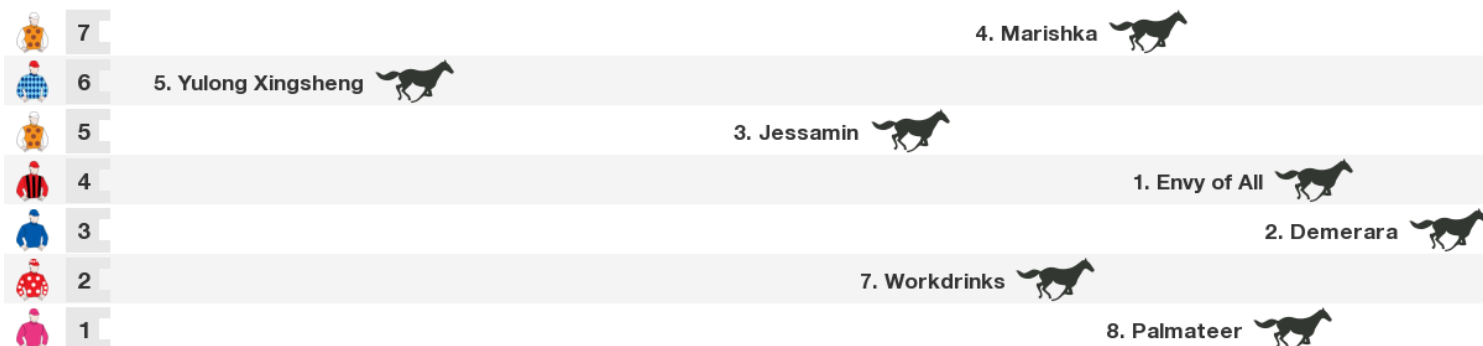 7 4. Marishka
6 5. Yulong Xingsheng
5 3. Jessamin
4 1. Envy of All
3 2. Demerara
2 7. Workdrinks
1 8. Palmateer